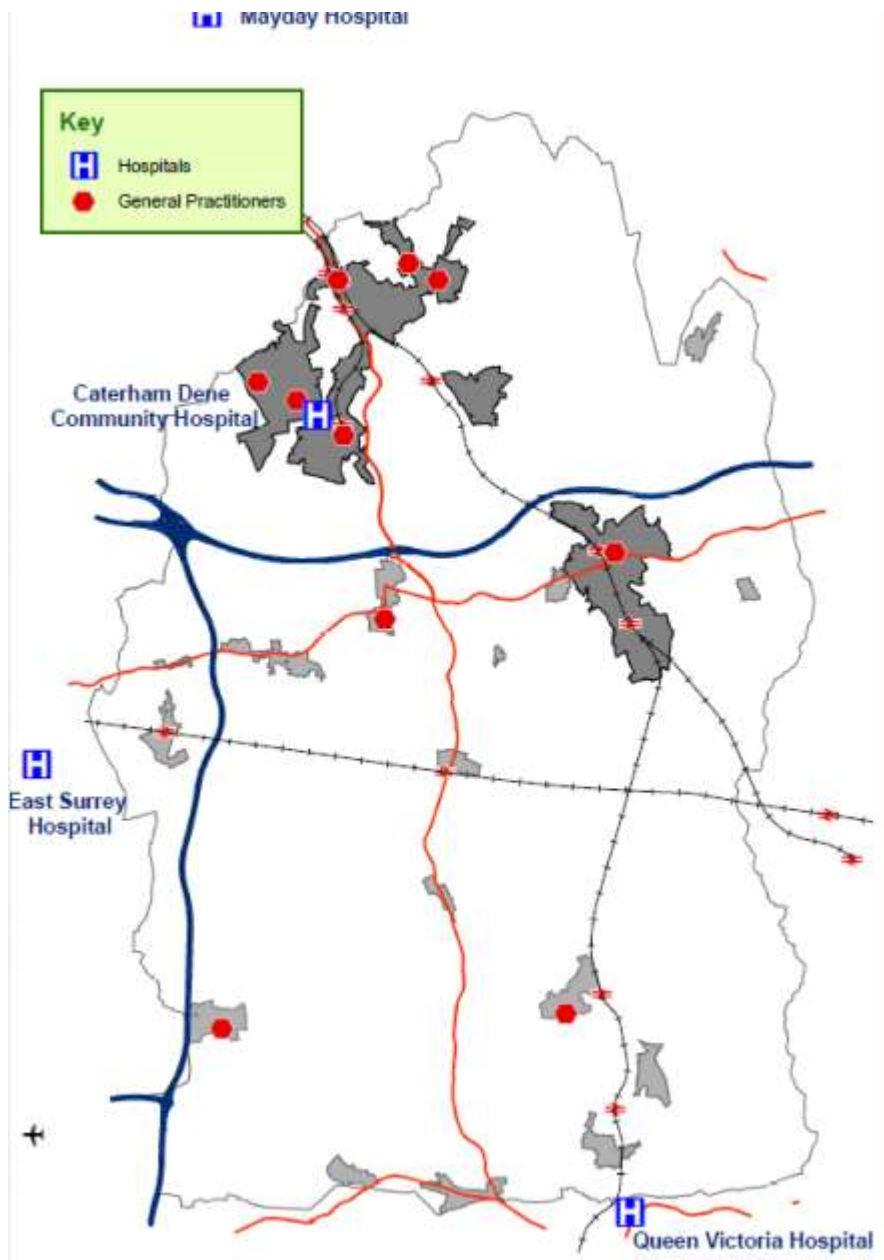 Mayday Hospital
Key
H Hospitals
General Practitioners
Caterham Dene
Community Hospital
H
H
East Surrey
Hospital
H
Queen Victoria Hospital